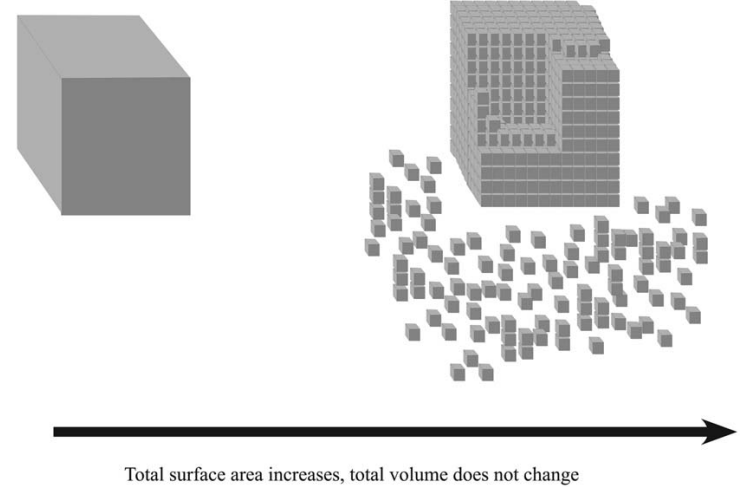 Total surface area increases, total volume does not change